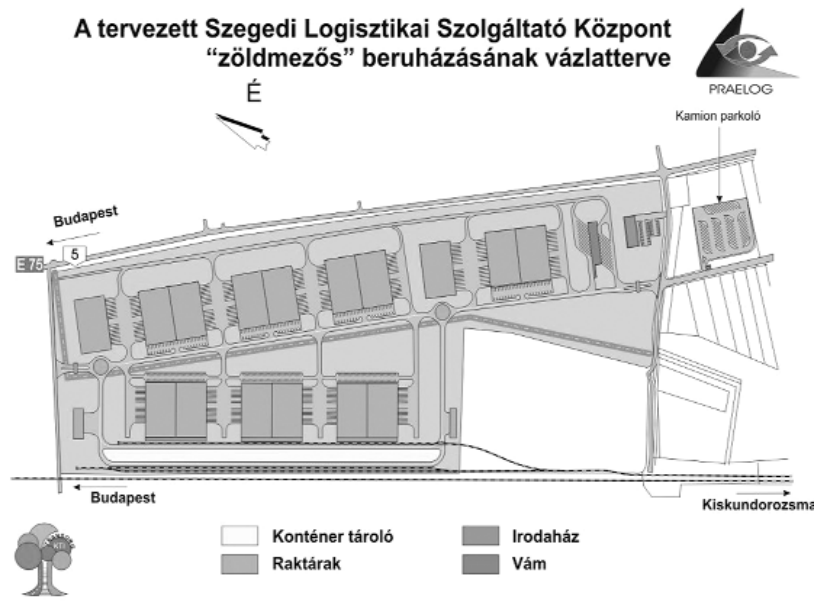 A tervezett Szegedi Logisztikai Szolgáltató Központ
“zöldmezős” beruházásának vázlatterve
PRAELOG
É
Kamion parkoló
Budapest
5
E 75
Budapest
Kiskundorozsma
Konténer tároló
Irodaház
Raktárak
Vám